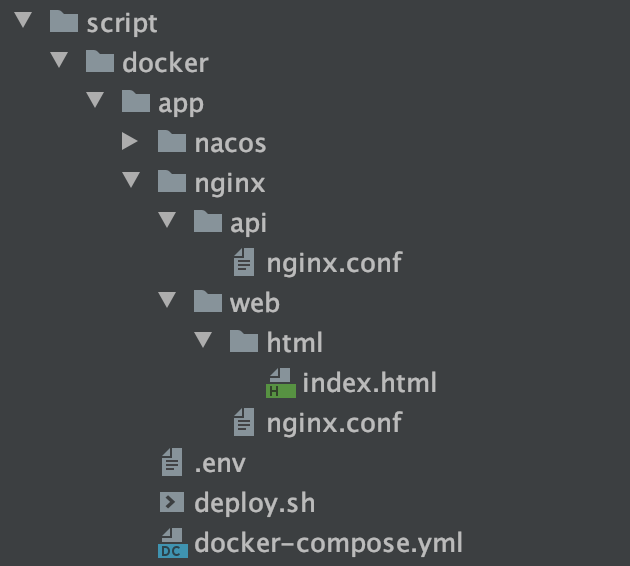 script
docker
app
nacos
nginx
api
nginx.conf
web
html
H index.html
nginx.conf
.env
deploy.sh
DC docker-compose.yml